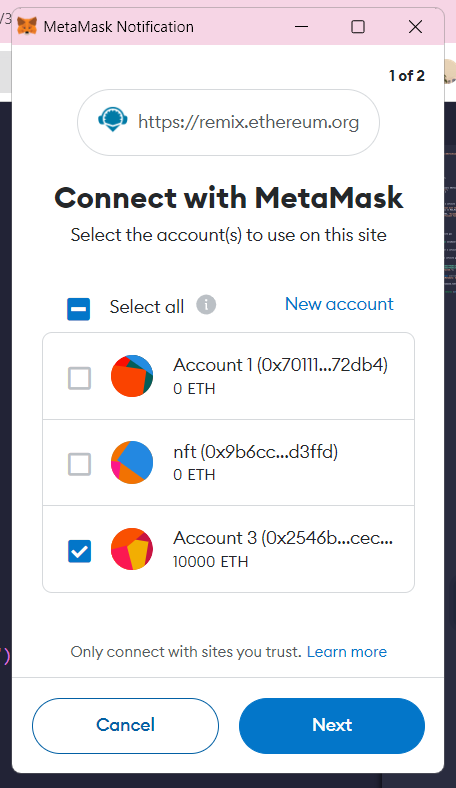 MetaMask Notification
1 of 2
https://remix.ethereum.org
Connect with MetaMask
Select the account(s) to use on this site
Select all
New account
Account 1 (0x70111...72db4)
0 ETH
nft (0x9b6cc...d3ffd)
0 ETH
Account 3 (0x2546b...cec...
10000 ETH
Only connect with sites you trust. Learn more
Cancel
Next